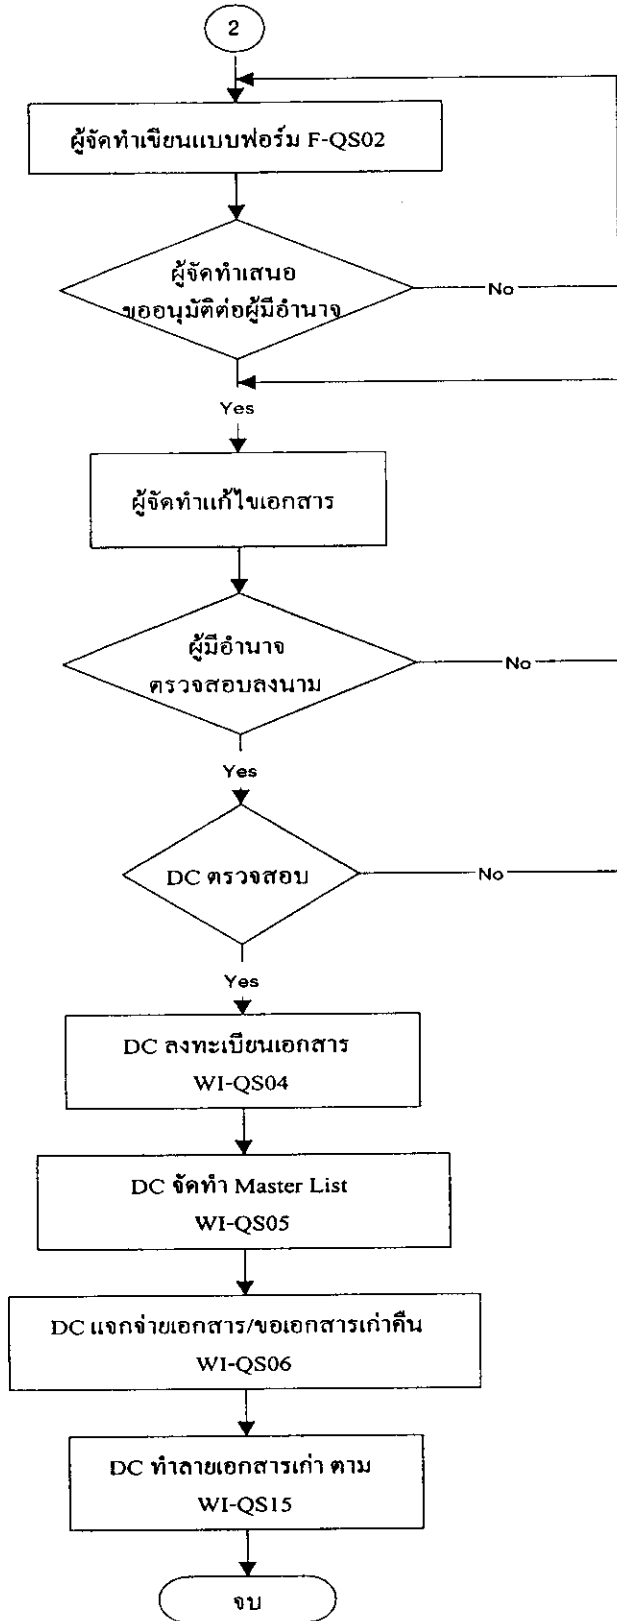 2
ผู้จัดทำเขียนแบบฟอร์ม F-QS02
ผู้จัดทำเสนอ
ขออนุมัติต่อผู้มีอำนาจ
No
Yes
ผู้จัดทำแก้ไขเอกสาร
ผู้มีอำนาจ
ตรวจสอบลงนาม
No
Yes
DC ตรวจสอบ
No
Yes
DC ลงทะเบียนเอกสาร
WI-QS04
DC จัดทำ Master List
WI-QS05
DC แจกจ่ายเอกสาร/ขอเอกสารเก่าคืน
WI-QS06
DC ทำลายเอกสารเก่า ตาม
WI-QS15
จบ